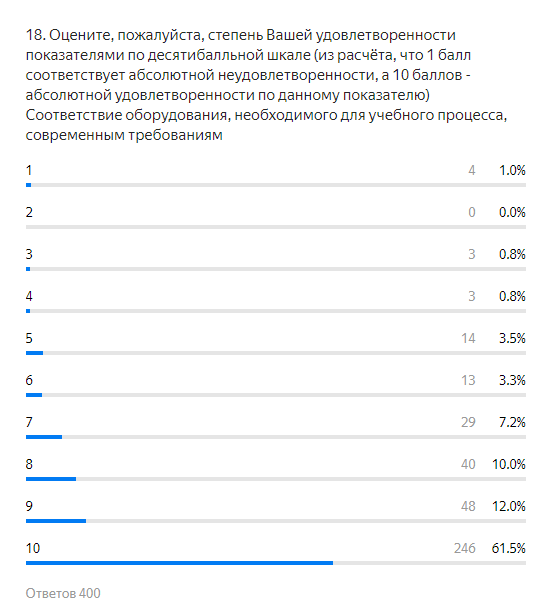 18. Оцените, пожалуйста, степень Вашей удовлетворенности
показателями по десятибалльной шкале (из расчёта, что 1 балл
соответствует абсолютной неудовлетворенности, а 10 баллов -
абсолютной удовлетворенности по данному показателю)
Соответствие оборудования, необходимого для учебного процесса,
современным требованиям
1 4 1.0%
2 0 0.0%
3 3 0.8%
4 3 0.8%
5 14 3.5%
6 13 3.3%
7 29 7.2%
8 40 10.0%
9 48 12.0%
10 246 61.5%
Ответов 400